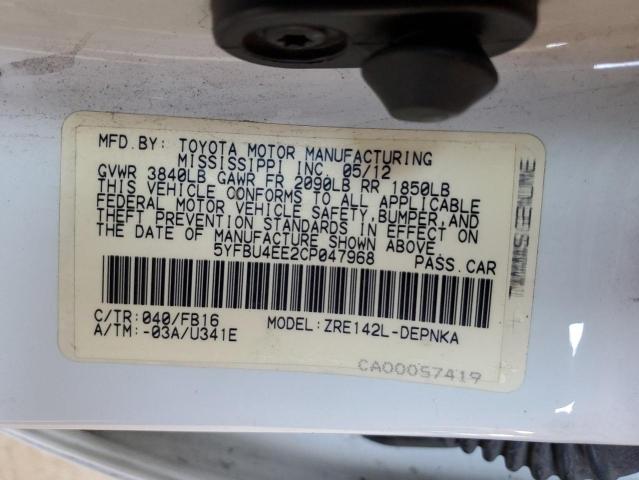 MFD.BY: TOYOTA MOTOR MANUFACTURING
MISSISSIPPI INC. 05/12
GVWR 3840LB GAWR FR 2090LB RR 1850LB
THIS VEHICLE CONFORMS TO ALL APPLICABLE
FEDERAL MOTOR VEHICLE SAFETY,BUMPER,AND
THEFT PREVENTION STANDARDS IN EFFECT ON
THE DATE OF MANUFACTURE SHOWN ABOVE.
5YFBU4EE2CP047968 PASS.CAR
C/TR:040/FB16
A/TM:-03A/U341E
MODEL:ZRE142L-DEPNKA
CA00057419